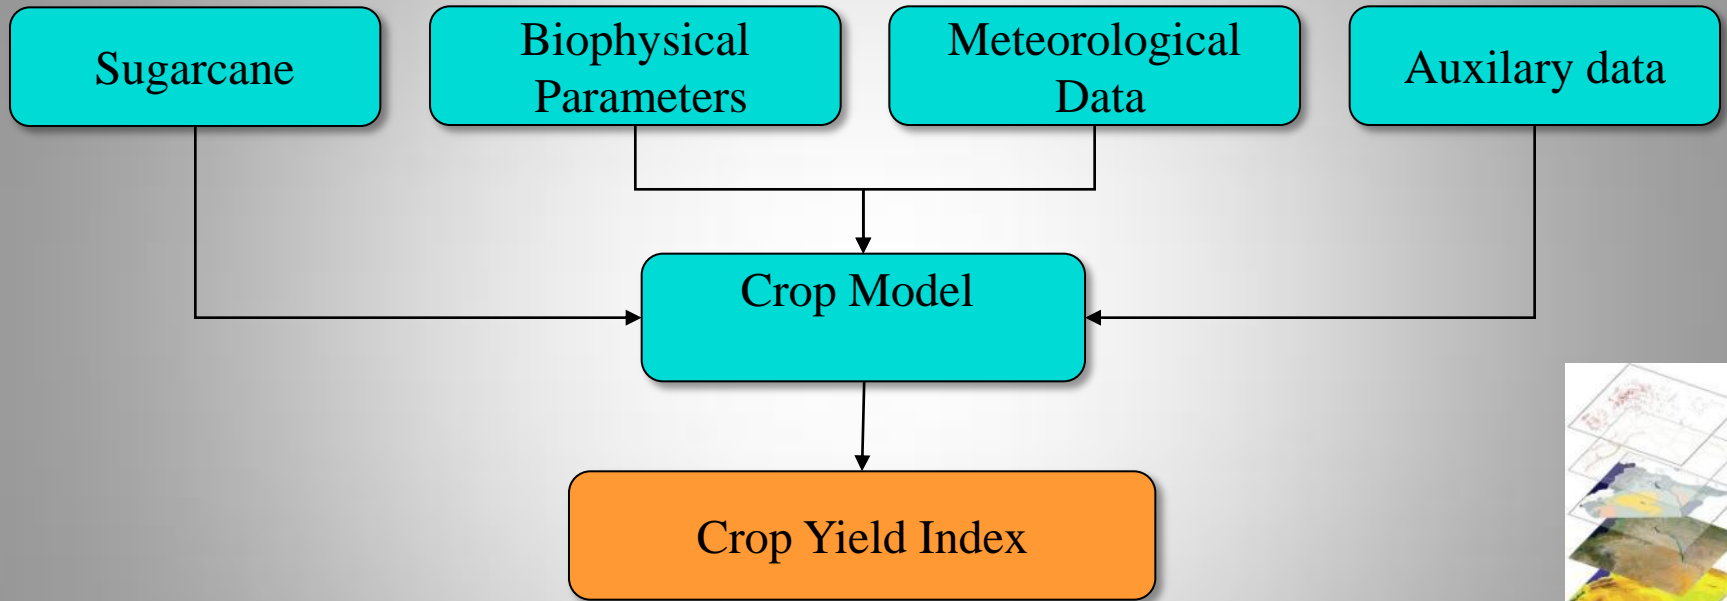 Sugarcane
Biophysical
Parameters
Meteorological
Data
Auxilary data
Crop Model
Crop Yield Index